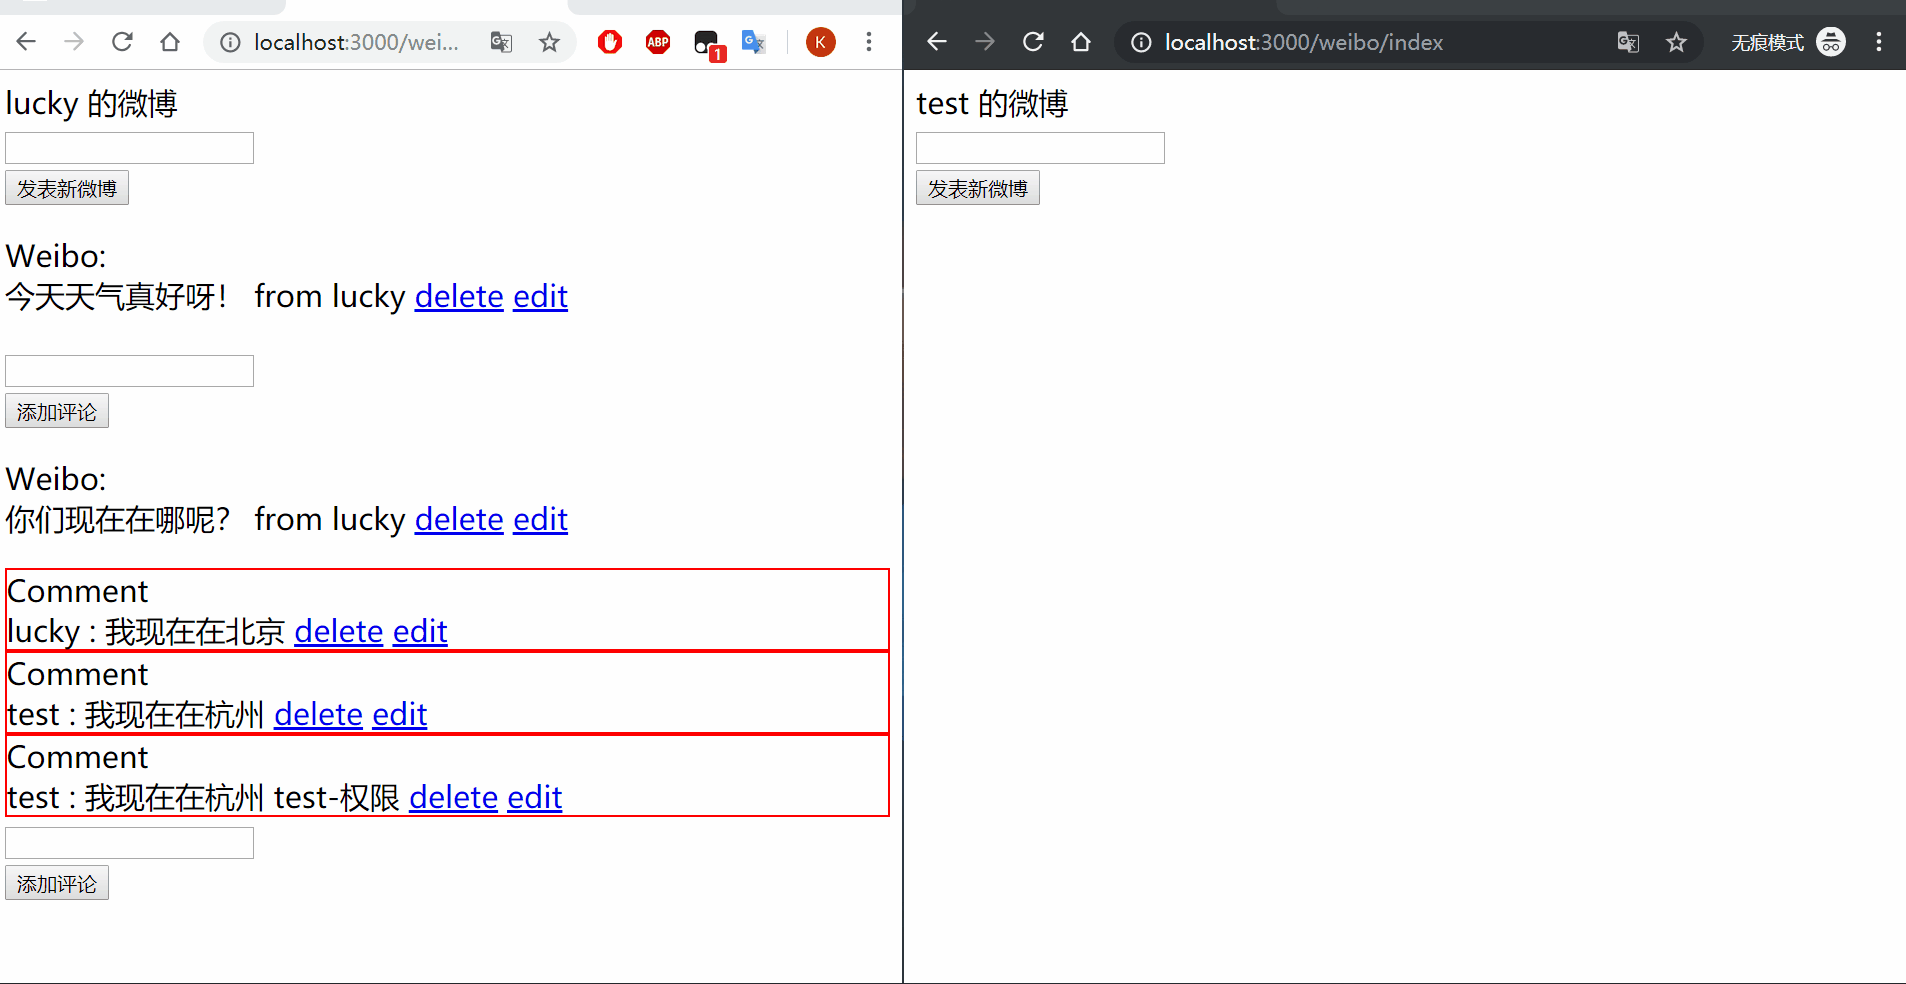 localhost:3000/wei...
ABP
1
G
K
lucky 的微博
发表新微博
Weibo:
今天天气真好呀！ from lucky delete edit
添加评论
Weibo:
你们现在在哪呢？ from lucky delete edit
Comment
lucky : 我现在在北京 delete edit
Comment
test : 我现在在杭州 delete edit
Comment
test : 我现在在杭州 test-权限 delete edit
添加评论
localhost:3000/weibo/index
无痕模式
test 的微博
发表新微博